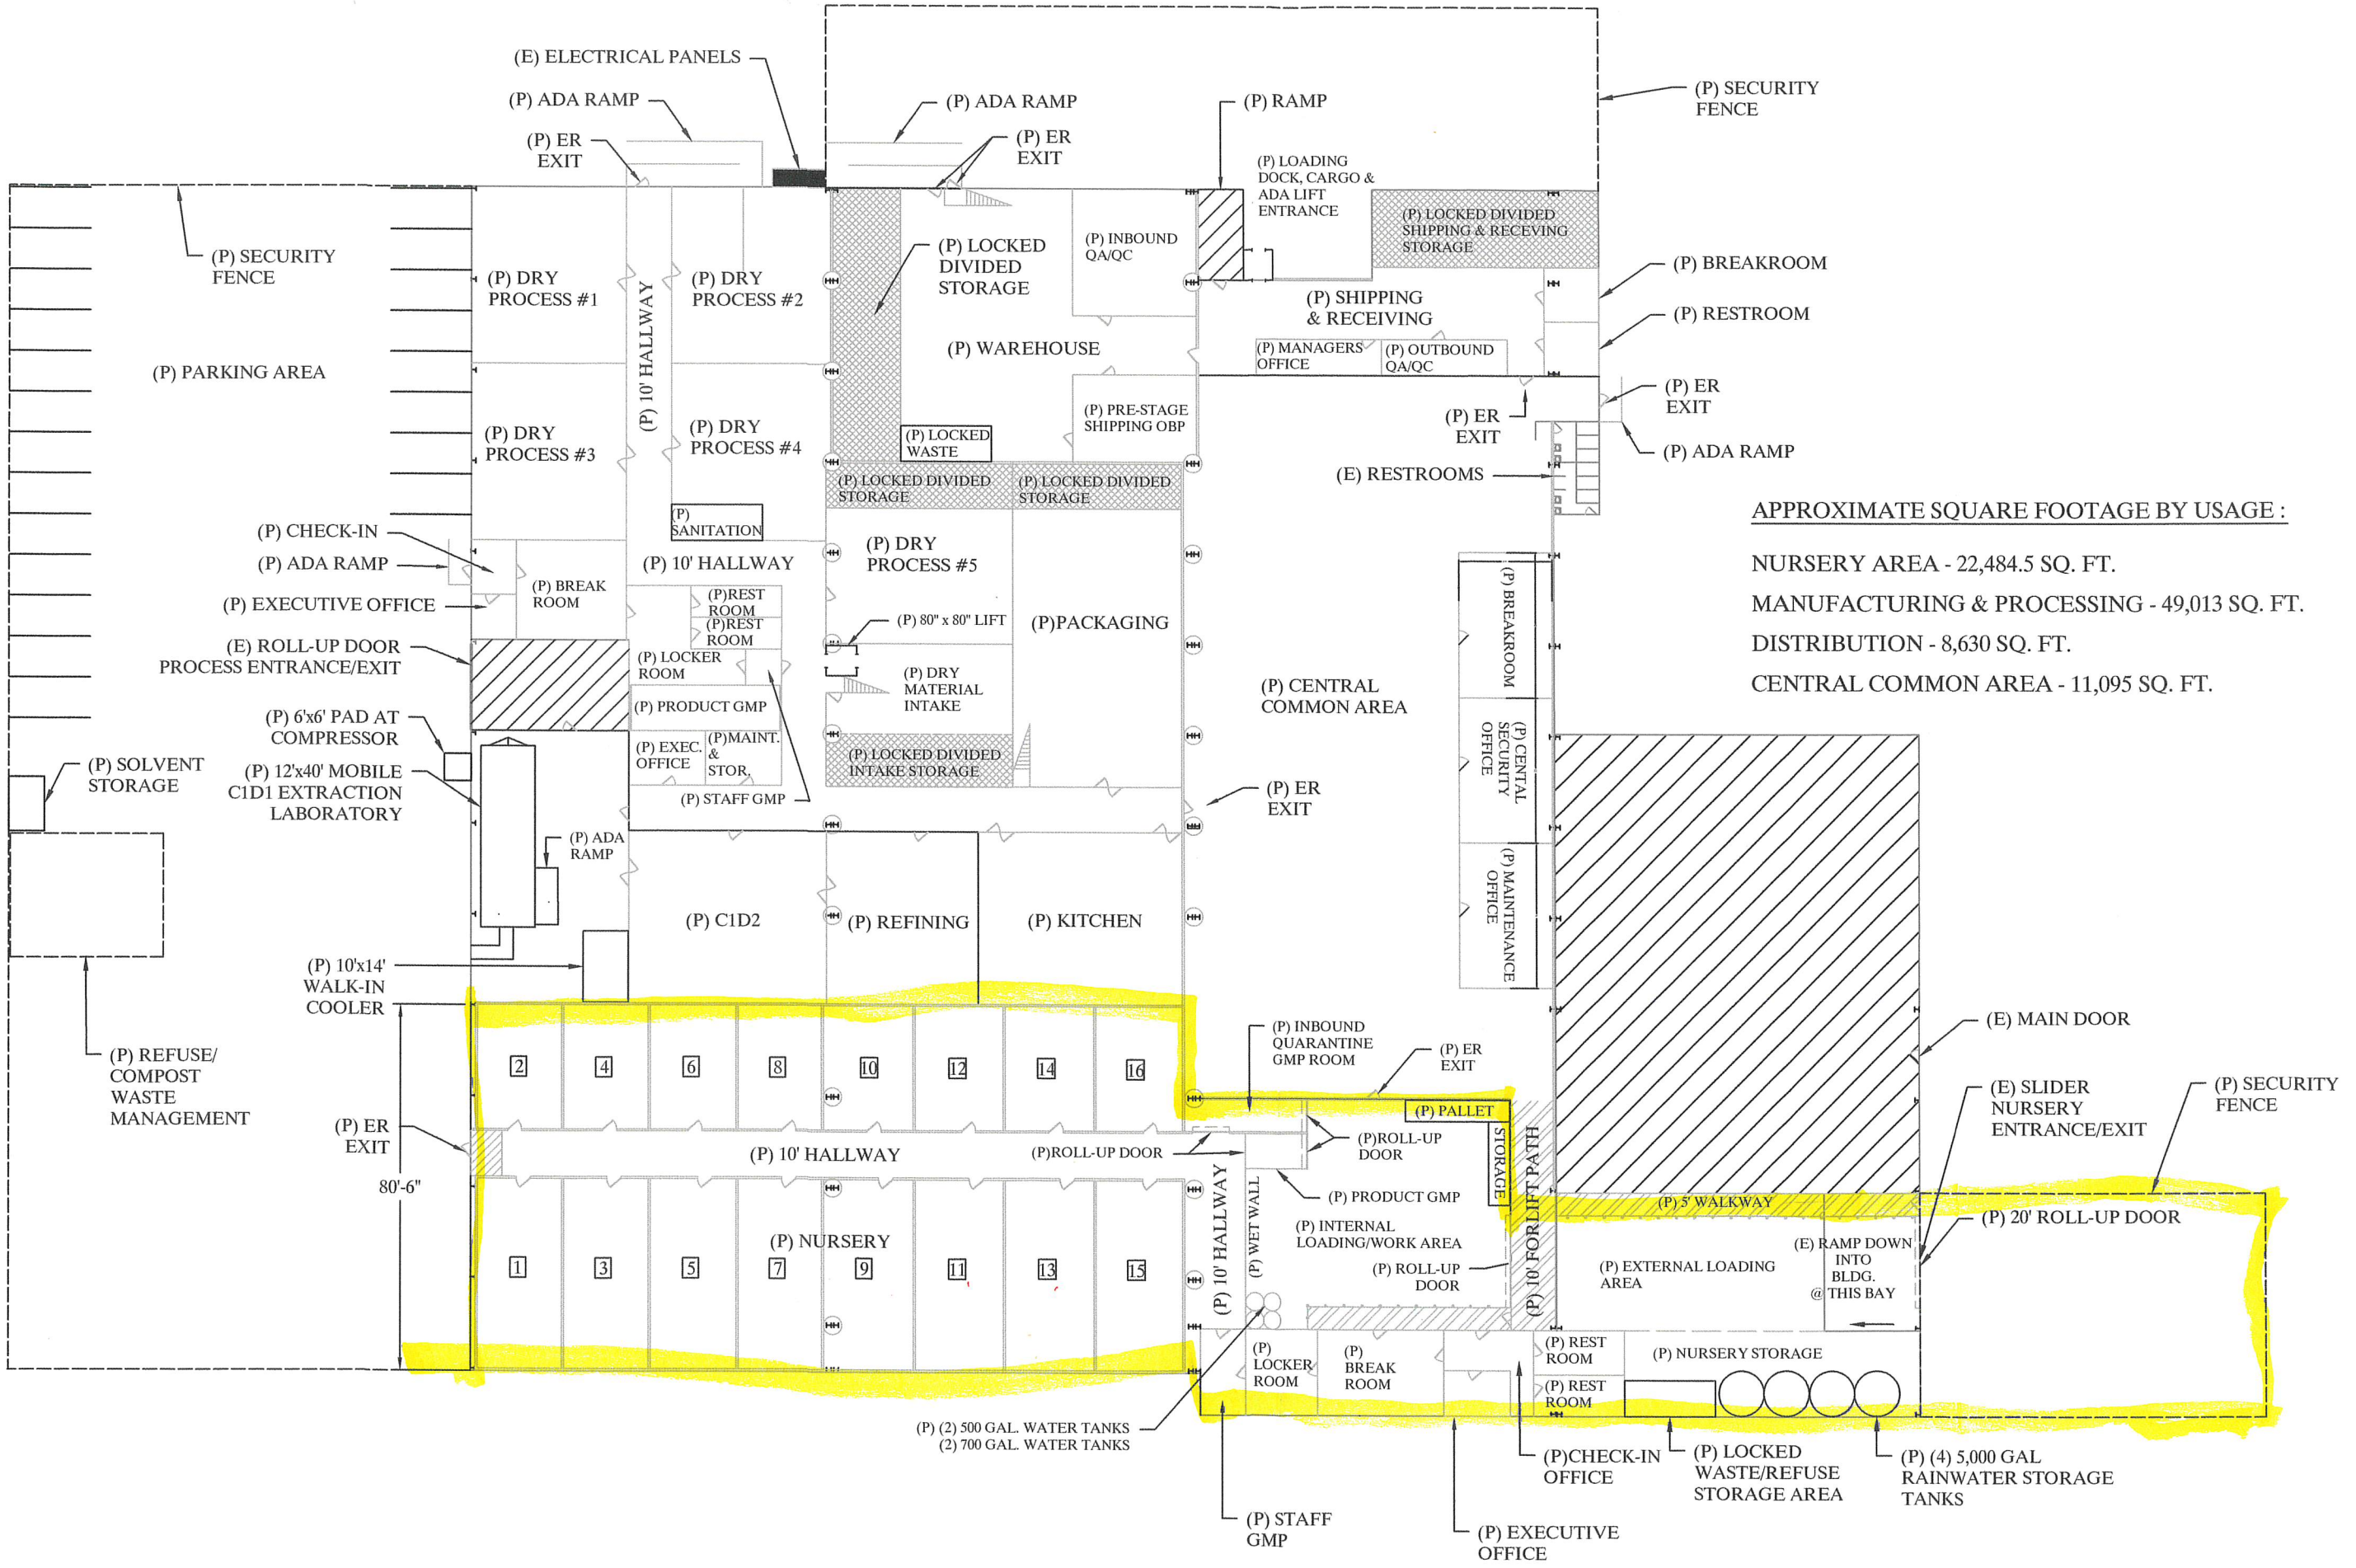 (E) ELECTRICAL PANELS
(P) ADA RAMP
(P) ER
EXIT
(P) ADA RAMP
(P) ER
EXIT
(P) RAMP
(P) SECURITY
FENCE
(P) LOADING
DOCK, CARGO &
ADA LIFT
ENTRANCE
(P) LOCKED DIVIDED
SHIPPING & RECEVING
STORAGE
(P) SECURITY
FENCE
(P) DRY
PROCESS #1
(P) 10' HALLWAY
(P) DRY
PROCESS #2
(P) LOCKED
DIVIDED
STORAGE
(P) INBOUND
QA/QC
(P) BREAKROOM
(P) SHIPPING
& RECEIVING
(P) RESTROOM
(P) WAREHOUSE
(P) MANAGERS
OFFICE
(P) OUTBOUND
QA/QC
(P) PARKING AREA
(P) ER
EXIT
(P) PRE-STAGE
SHIPPING OBP
(P) ER
EXIT
(P) ADA RAMP
(P) DRY
PROCESS #3
(P) DRY
PROCESS #4
(P) LOCKED
WASTE
(E) RESTROOMS
(P) LOCKED DIVIDED
STORAGE
(P) LOCKED DIVIDED
STORAGE
APPROXIMATE SQUARE FOOTAGE BY USAGE :
NURSERY AREA - 22,484.5 SQ. FT.
MANUFACTURING & PROCESSING - 49,013 SQ. FT.
DISTRIBUTION - 8,630 SQ. FT.
CENTRAL COMMON AREA - 11,095 SQ. FT.
(P)
SANITATION
(P) CHECK-IN
(P) ADA RAMP
(P) EXECUTIVE OFFICE
(P) BREAK
ROOM
(P) 10' HALLWAY
(P) DRY
PROCESS #5
(P)REST
ROOM
(P)REST
ROOM
(P) 80" x 80" LIFT
(P)PACKAGING
(P) BREAKROOM
(E) ROLL-UP DOOR
PROCESS ENTRANCE/EXIT
(P) LOCKER
ROOM
(P) DRY
MATERIAL
INTAKE
(P) CENTRAL
COMMON AREA
(P) PRODUCT GMP
(P) 6'x6' PAD AT
COMPRESSOR
(P) EXEC.
OFFICE
(P)MAINT.
&
STOR.
(P) LOCKED DIVIDED
INTAKE STORAGE
(P) CENTAL
SECURITY
OFFICE
(P) SOLVENT
STORAGE
(P) 12'x40' MOBILE
C1D1 EXTRACTION
LABORATORY
(P) STAFF GMP
(P) ER
EXIT
(P) ADA
RAMP
(P) MAINTENANCE
OFFICE
(P) C1D2
(P) REFINING
(P) KITCHEN
(P) 10'x14'
WALK-IN
COOLER
(E) MAIN DOOR
(P) REFUSE/
COMPOST
WASTE
MANAGEMENT
2
4
6
8
10
12
14
16
(P) INBOUND
QUARANTINE
GMP ROOM
(P) ER
EXIT
(E) SLIDER
NURSERY
ENTRANCE/EXIT
(P) SECURITY
FENCE
(P) PALLET
STORAGE
(P) ER
EXIT
(P) 10' HALLWAY
(P)ROLL-UP DOOR
(P)ROLL-UP
DOOR
(P) 10' FORLIFT PATH
80'-6"
(P) PRODUCT GMP
(P) 5' WALKWAY
(P) 20' ROLL-UP DOOR
(P) 10' HALLWAY
(P) WET WALL
(P) INTERNAL
LOADING/WORK AREA
(P) NURSERY
(E) RAMP DOWN
INTO
BLDG.
@ THIS BAY
1
3
5
7
9
11
13
15
(P) ROLL-UP
DOOR
(P) EXTERNAL LOADING
AREA
(P)
LOCKER
ROOM
(P)
BREAK
ROOM
(P) REST
ROOM
(P) REST
ROOM
(P) NURSERY STORAGE
(P) (2) 500 GAL. WATER TANKS
(2) 700 GAL. WATER TANKS
(P)CHECK-IN
OFFICE
(P) LOCKED
WASTE/REFUSE
STORAGE AREA
(P) (4) 5,000 GAL
RAINWATER STORAGE
TANKS
(P) STAFF
GMP
(P) EXECUTIVE
OFFICE